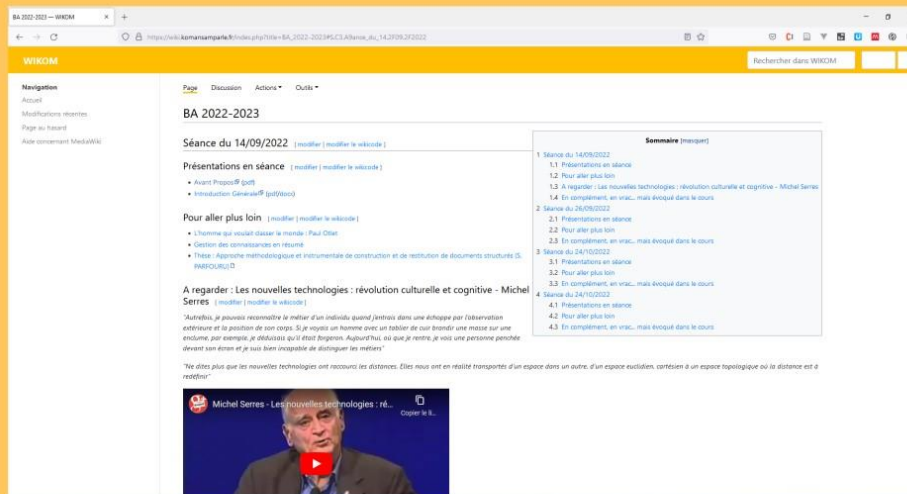 BA 2022-2023 — WIKOM
https://wiki.komansamparle.fr/index.php?title=BA_2022-2023#S.C3.A9ance_du_14.2F09.2F2022
WIKOM
Rechercher dans WIKOM
Navigation
Accueil
Modifications récentes
Page au hasard
Aide concernant MediaWiki
Page Discussion Actions Outils
BA 2022-2023
Séance du 14/09/2022 [ modifier | modifier le wikicode ]
Présentations en séance [ modifier | modifier le wikicode ]
• Avant Propos (pdf)
• Introduction Générale (pdf/docx)
Pour aller plus loin [ modifier | modifier le wikicode ]
• L'homme qui voulait classer le monde : Paul Otlet
• Gestion des connaissances en résumé
• Thèse : Approche méthodologique et instrumentale de construction et de restitution de documents structurés (S.
PARFOURU)
A regarder : Les nouvelles technologies : révolution culturelle et cognitive - Michel
Serres [ modifier | modifier le wikicode ]
"Autrefois, je pouvais reconnaître le métier d'un individu quand j'entrais dans une échoppe par l'observation
extérieure et la position de son corps. Si je voyais un homme avec un tablier de cuir brandir une masse sur une
enclume, par exemple, je déduisais qu'il était forgeron. Aujourd'hui, où que je rentre, je vois une personne penchée
devant son écran et je suis bien incapable de distinguer les métiers"
"Ne dites plus que les nouvelles technologies ont raccourci les distances. Elles nous ont en réalité transportés d'un espace dans un autre, d'un espace euclidien, cartésien à un espace topologique où la distance est à
redéfinir"
Michel Serres - Les nouvelles technologies : ré...
Copier le li...
Sommaire [masquer]
1 Séance du 14/09/2022
1.1 Présentations en séance
1.2 Pour aller plus loin
1.3 A regarder : Les nouvelles technologies : révolution culturelle et cognitive - Michel Serres
1.4 En complément, en vrac... mais évoqué dans le cours
2 Séance du 26/09/2022
2.1 Présentations en séance
2.2 Pour aller plus loin
2.3 En complément, en vrac... mais évoqué dans le cours
3 Séance du 24/10/2022
3.1 Présentations en séance
3.2 Pour aller plus loin
3.3 En complément, en vrac... mais évoqué dans le cours
4 Séance du 24/10/2022
4.1 Présentations en séance
4.2 Pour aller plus loin
4.3 En complément, en vrac... mais évoqué dans le cours